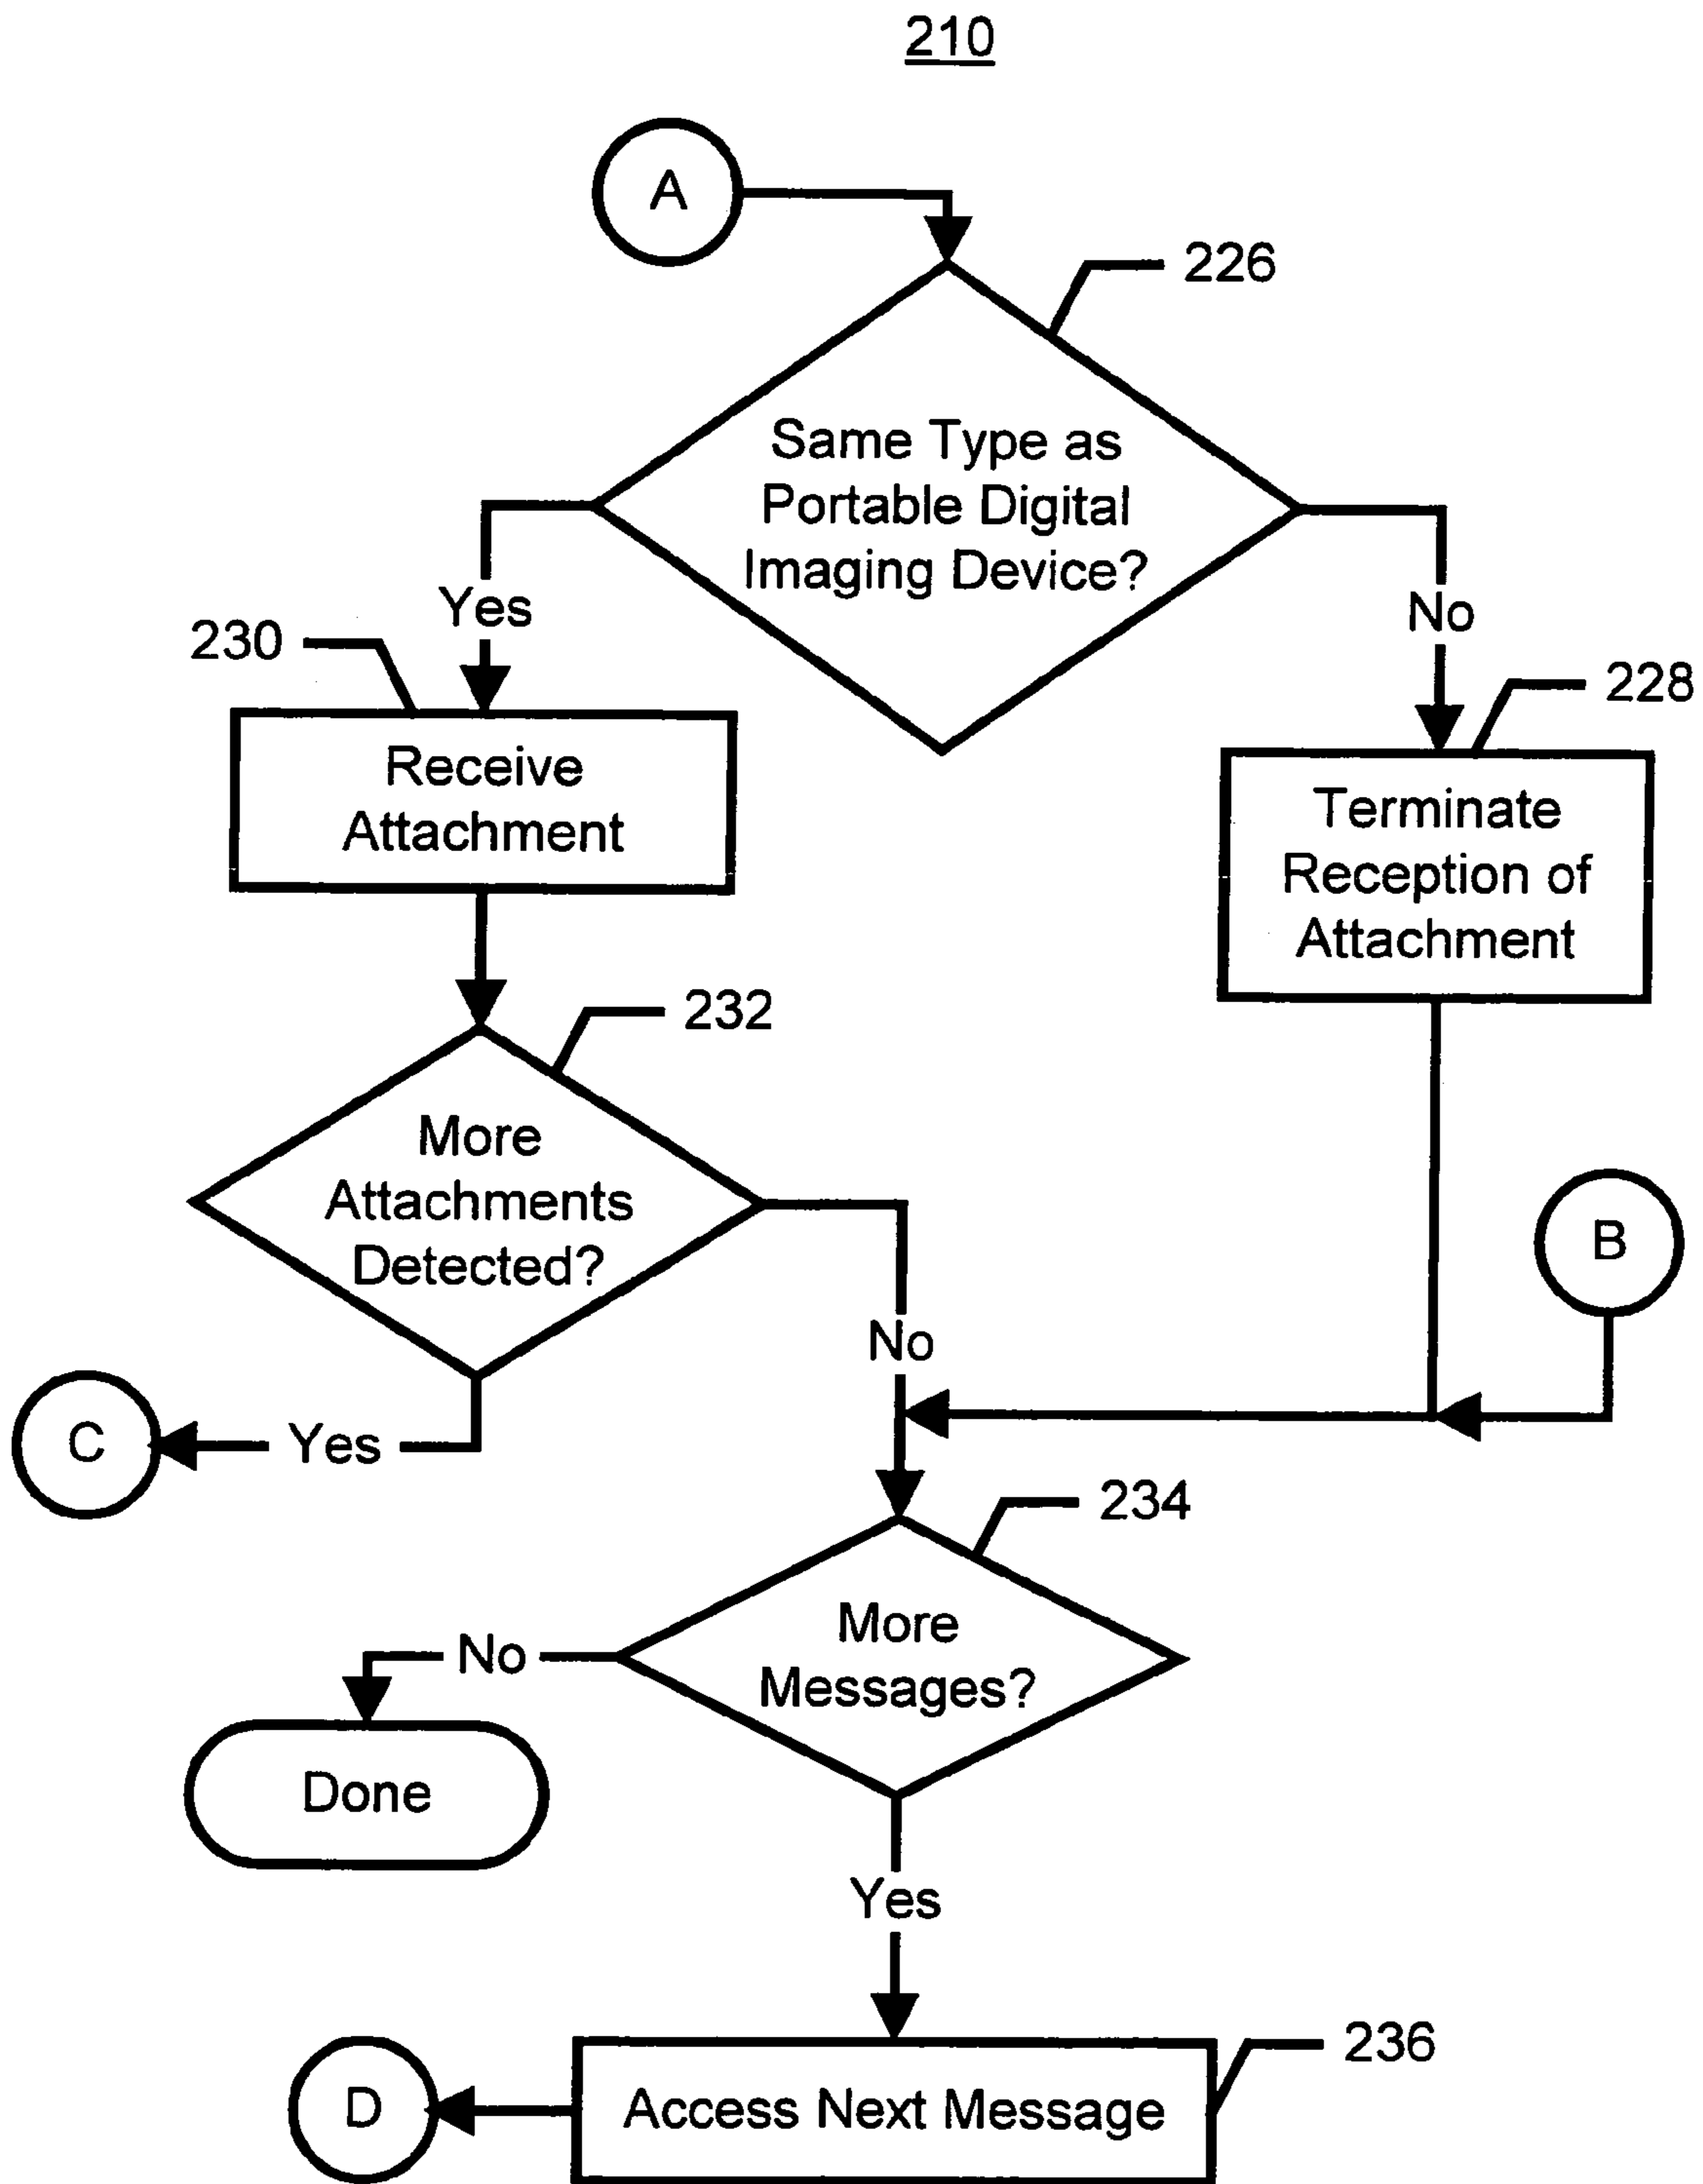 210
A
226
Same Type as
Portable Digital
Imaging Device?
Yes
No
230
228
Receive
Attachment
Terminate
Reception of
Attachment
232
More
Attachments
Detected?
B
No
C
Yes
234
More
Messages?
No
Done
Yes
236
D
Access Next Message